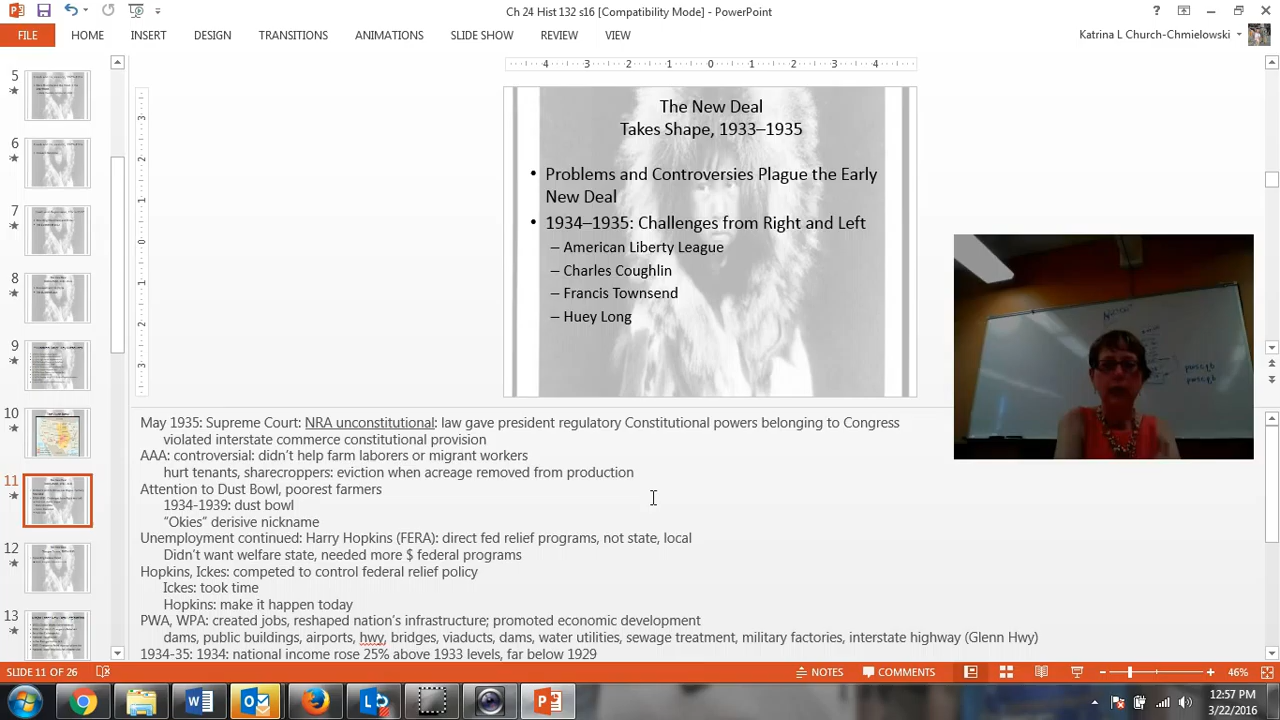 Ch 24 Hist 132 s16 [Compatibility Mode] - PowerPoint
FILE HOME INSERT DESIGN TRANSITIONS ANIMATIONS SLIDE SHOW REVIEW VIEW
Katrina L Church-Chmielowski
The New Deal
Takes Shape, 1933–1935
• Problems and Controversies Plague the Early
New Deal
• 1934–1935: Challenges from Right and Left
– American Liberty League
– Charles Coughlin
– Francis Townsend
– Huey Long
5
6
7
8
9
10
11
12
13
May 1935: Supreme Court: NRA unconstitutional: law gave president regulatory Constitutional powers belonging to Congress
violated interstate commerce constitutional provision
AAA: controversial: didn't help farm laborers or migrant workers
hurt tenants, sharecroppers: eviction when acreage removed from production
Attention to Dust Bowl, poorest farmers
1934-1939: dust bowl
“Okies” derisive nickname
Unemployment continued: Harry Hopkins (FERA): direct fed relief programs, not state, local
Didn't want welfare state, needed more $ federal programs
Hopkins, Ickes: competed to control federal relief policy
Ickes: took time
Hopkins: make it happen today
PWA, WPA: created jobs, reshaped nation's infrastructure; promoted economic development
dams, public buildings, airports, hwy, bridges, viaducts, dams, water utilities, sewage treatment, military factories, interstate highway (Glenn Hwy)
1934-35: 1934: national income rose 25% above 1933 levels, far below 1929
SLIDE 11 OF 26 NOTES COMMENTS 46%
12:57 PM
3/22/2016